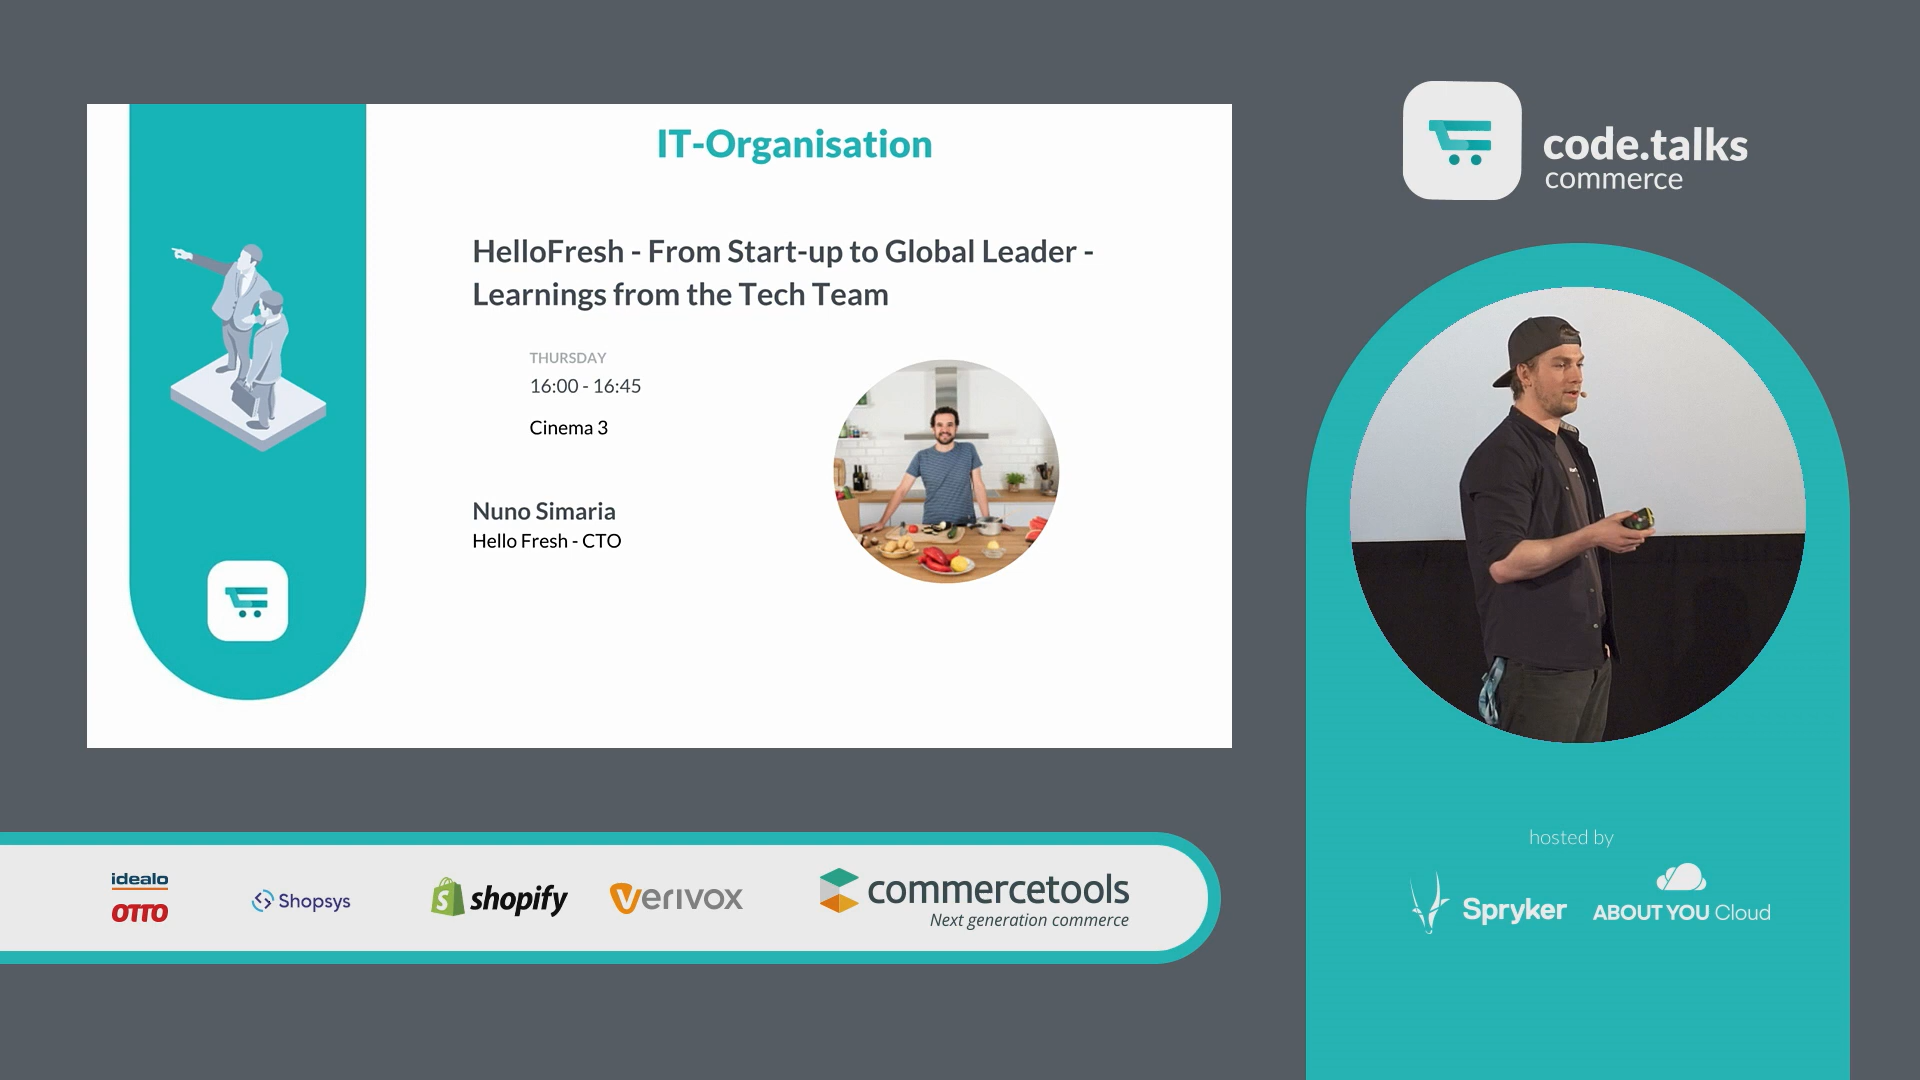 IT-Organisation
HelloFresh - From Start-up to Global Leader -
Learnings from the Tech Team
THURSDAY
16:00 - 16:45
Cinema 3
Nuno Simaria
Hello Fresh - CTO
code.talks
commerce
hosted by
Spryker
ABOUT YOU Cloud
idealo
OTTO
Shopsys
shopify
verivox
commercetools
Next generation commerce